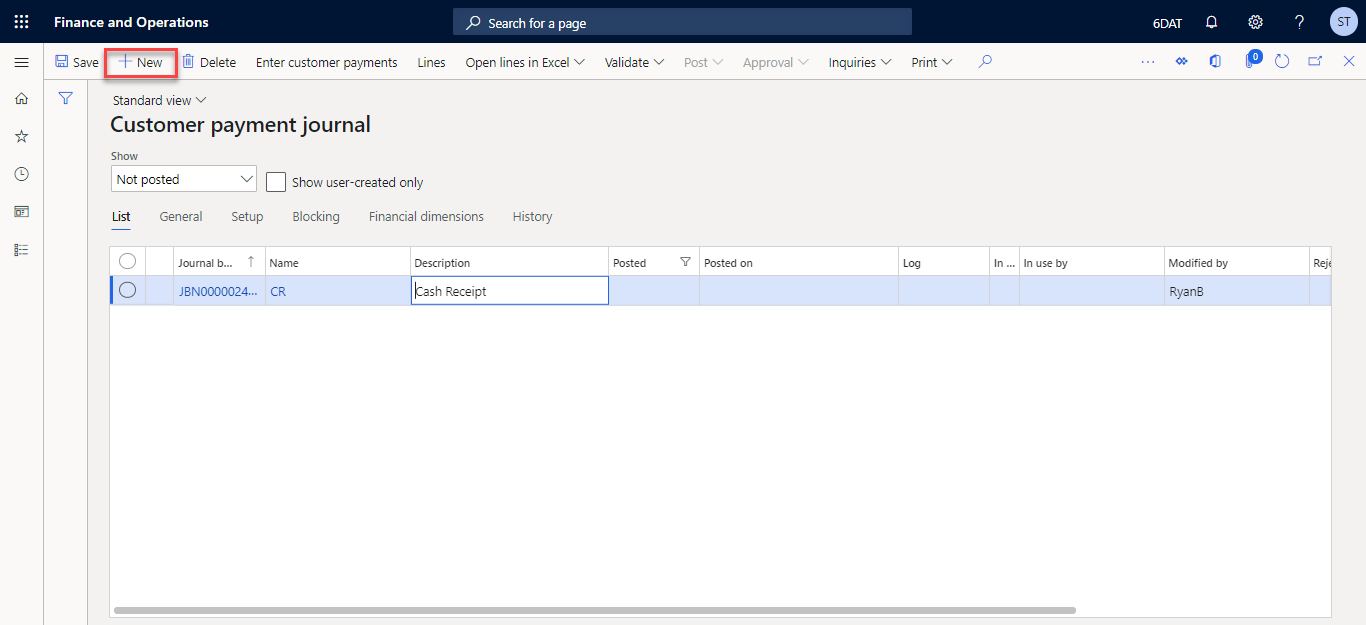 Finance and Operations
Search for a page
6DAT
?
ST
Save
New
Delete
Enter customer payments
Lines
Open lines in Excel
Validate
Post
Approval
Inquiries
Print
...
0
Standard view
Customer payment journal
Show
Not posted
Show user-created only
List
General
Setup
Blocking
Financial dimensions
History
Journal b...
Name
Description
Posted
Posted on
Log
In ...
In use by
Modified by
Reje
JBN0000024...
CR
Cash Receipt
RyanB